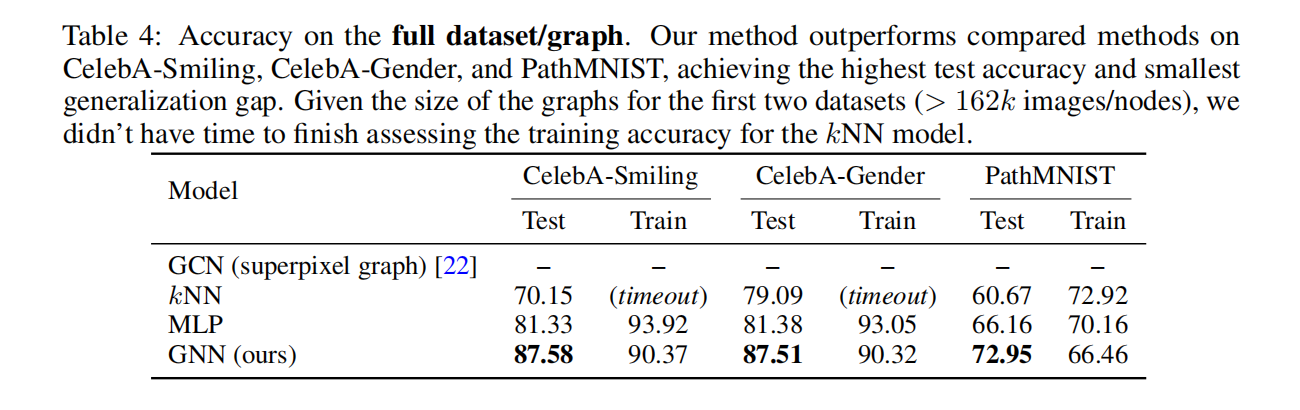 Table 4: Accuracy on the full dataset/graph. Our method outperforms compared methods on
CelebA-Smiling, CelebA-Gender, and PathMNIST, achieving the highest test accuracy and smallest
generalization gap. Given the size of the graphs for the first two datasets (> 162k images/nodes), we
didn't have time to finish assessing the training accuracy for the kNN model.
Model CelebA-Smiling CelebA-Gender PathMNIST
Test Train Test Train Test Train
GCN (superpixel graph) [22] – – – – – –
kNN 70.15 (timeout) 79.09 (timeout) 60.67 72.92
MLP 81.33 93.92 81.38 93.05 66.16 70.16
GNN (ours) 87.58 90.37 87.51 90.32 72.95 66.46